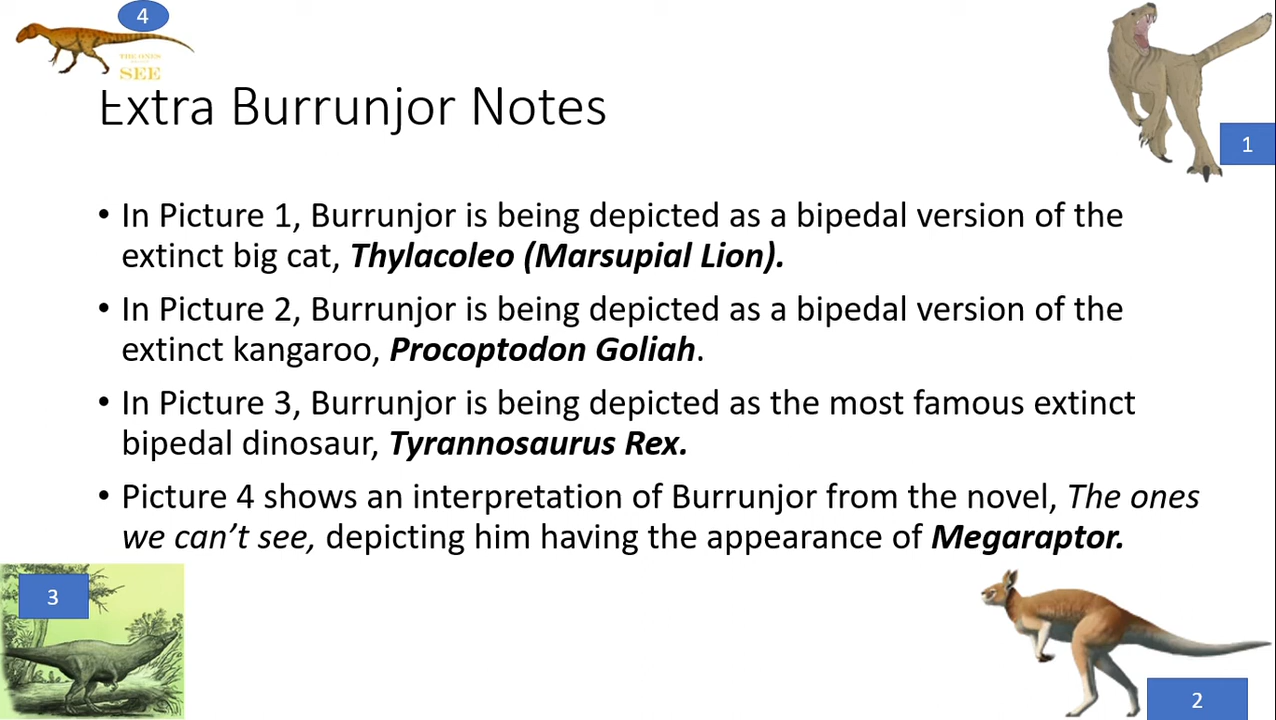 4
THE ONES
SEE
Extra Burrunjor Notes
1
• In Picture 1, Burrunjor is being depicted as a bipedal version of the
extinct big cat, Thylacoleo (Marsupial Lion).
• In Picture 2, Burrunjor is being depicted as a bipedal version of the
extinct kangaroo, Procoptodon Goliah.
• In Picture 3, Burrunjor is being depicted as the most famous extinct
bipedal dinosaur, Tyrannosaurus Rex.
• Picture 4 shows an interpretation of Burrunjor from the novel, The ones
we can’t see, depicting him having the appearance of Megaraptor.
3
2